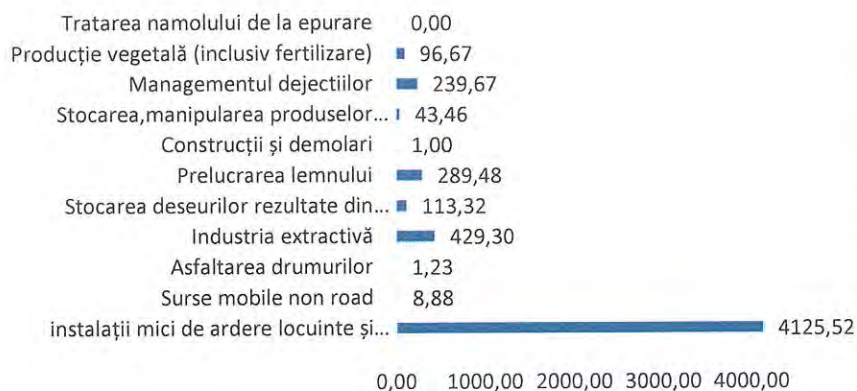 Tratarea namolului de la epurare 0,00
Producție vegetală (inclusiv fertilizare) 96,67
Managementul dejectiilor 239,67
Stocarea,manipularea produselor... 43,46
Construcții și demolari 1,00
Prelucrarea lemnului 289,48
Stocarea deseurilor rezultate din... 113,32
Industria extractivă 429,30
Asfaltarea drumurilor 1,23
Surse mobile non road 8,88
instalații mici de ardere locuinte și... 4125,52
0,00 1000,00 2000,00 3000,00 4000,00